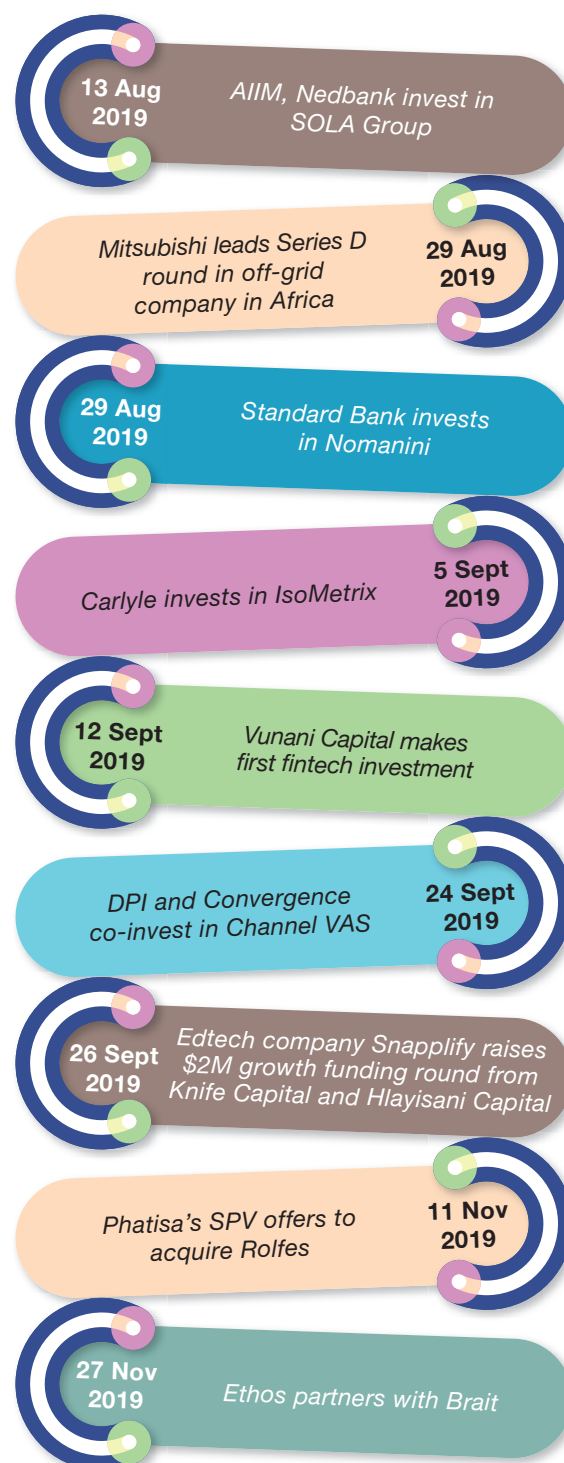 13 Aug
2019
AIIM, Nedbank invest in
SOLA Group
Mitsubishi leads Series D
round in off-grid
company in Africa
29 Aug
2019
29 Aug
2019
Standard Bank invests
in Nomanini
Carlyle invests in IsoMetrix
5 Sept
2019
12 Sept
2019
Vunani Capital makes
first fintech investment
DPI and Convergence
co-invest in Channel VAS
24 Sept
2019
26 Sept
2019
Edtech company Snapplify raises
$2M growth funding round from
Knife Capital and Hlayisani Capital
Phatisa's SPV offers to
acquire Rolfes
11 Nov
2019
27 Nov
2019
Ethos partners with Brait